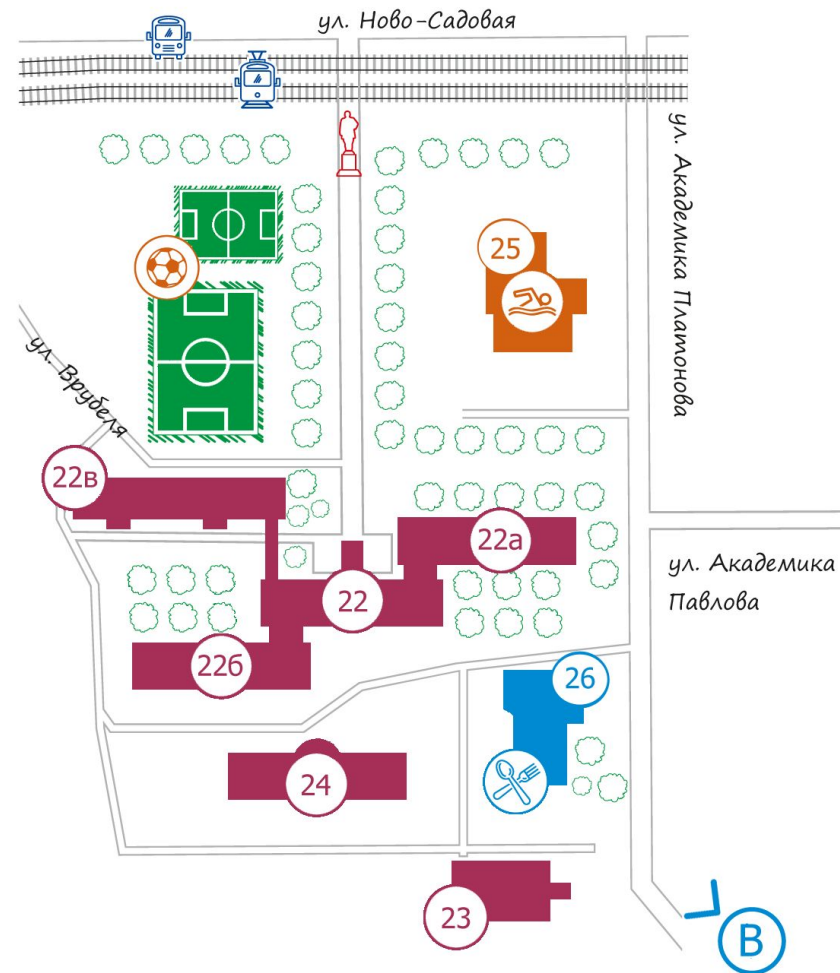 ул. Ново-Садовая
ул. Академика Платонова
25
ул. Врубеля
22в
22а
ул. Академика
Павлова
22
22б
26
24
23
В